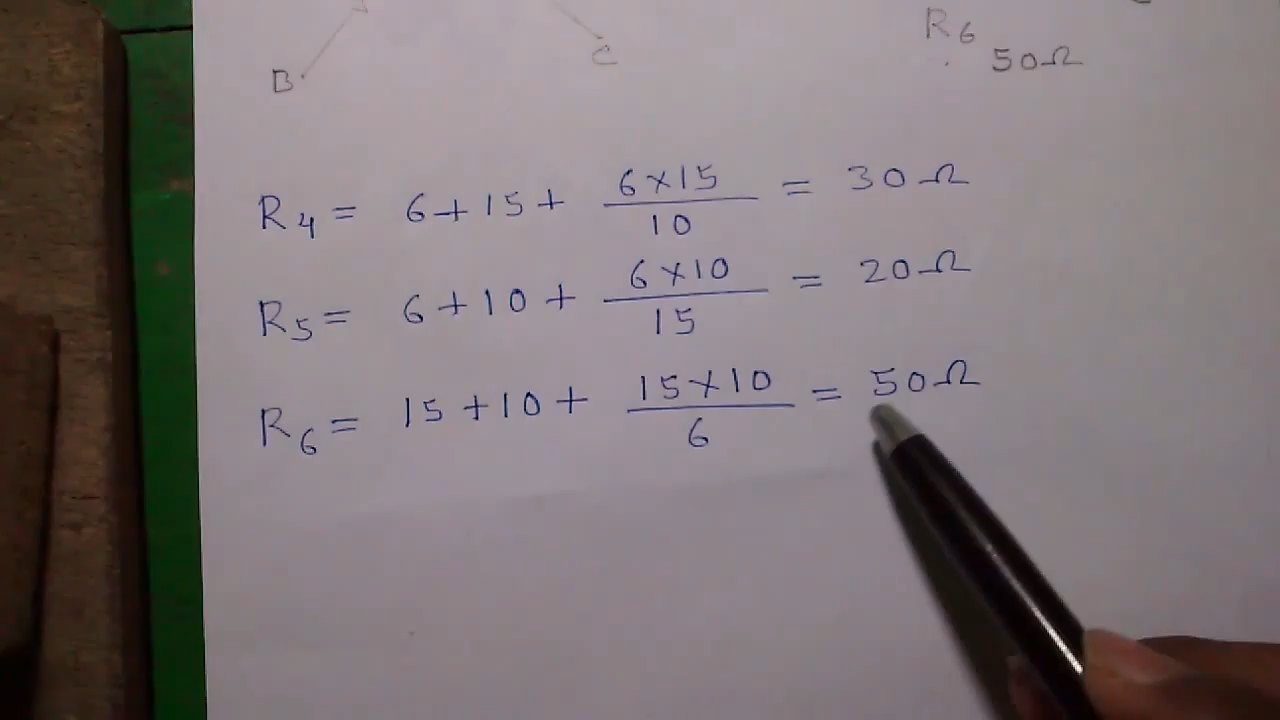 R6
B C 50Ω
R4 = 6+15+ 6×15/10 = 30Ω
R5 = 6+10+ 6×10/15 = 20Ω
R6 = 15+10+ 15×10/6 = 50Ω